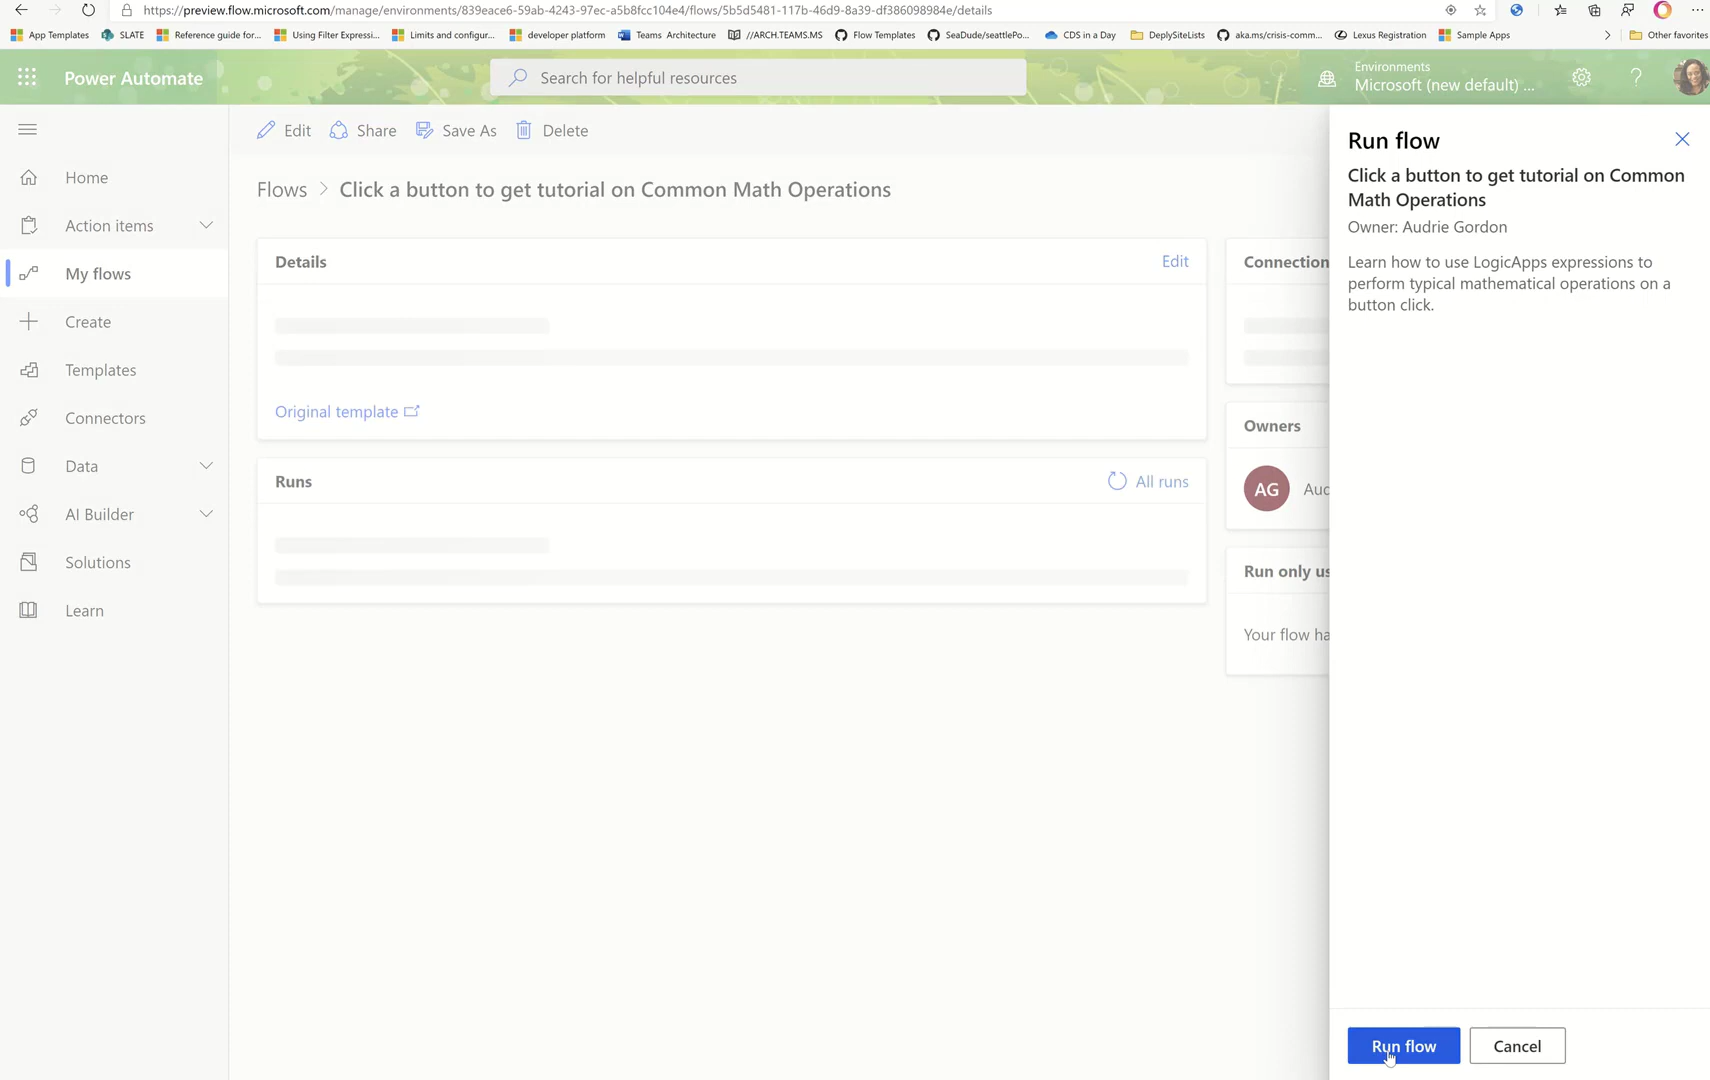 https://preview.flow.microsoft.com/manage/environments/839eace6-59ab-4243-97ec-a5b8fcc104e4/flows/5b5d5481-117b-46d9-8a39-df386098984e/details
App Templates
SLATE
Reference guide for...
Using Filter Expressi...
Limits and configur...
developer platform
Teams Architecture
//ARCH.TEAMS.MS
Flow Templates
SeaDude/seattlePo...
CDS in a Day
DeplySiteLists
aka.ms/crisis-comm...
Lexus Registration
Sample Apps
Other favorites
Power Automate
Search for helpful resources
Environments
Microsoft (new default) ...
Home
Action items
My flows
Create
Templates
Connectors
Data
AI Builder
Solutions
Learn
Edit
Share
Save As
Delete
Flows > Click a button to get tutorial on Common Math Operations
Details
Edit
Original template
Runs
All runs
Connection
Owners
AG
Aud
Run only us
Your flow ha
Run flow
Click a button to get tutorial on Common
Math Operations
Owner: Audrie Gordon
Learn how to use LogicApps expressions to
perform typical mathematical operations on a
button click.
Run flow
Cancel